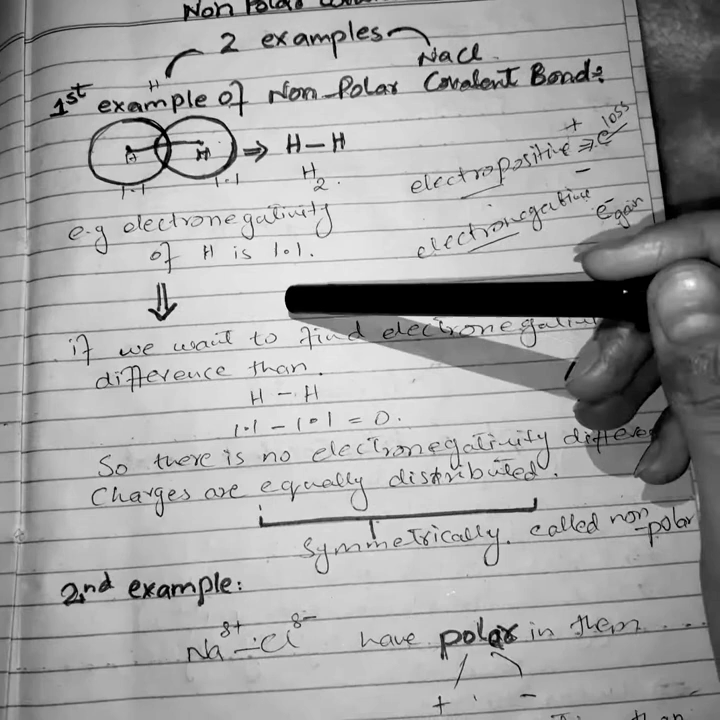 Non Polar
2 examples
H NaCl
1st example of Non-Polar Covalent Bond:
H H ⇒ H–H
1.1 1.1 H2.
electropositive + ⇒ e loss
electronegative – e⁻ gain
e.g electronegativity
of H is 1.1.
⇓
if we want to find electronegativi
difference than.
H – H
1.1 – 1.1 = 0.
So there is no electronegativity differe
Charges are equally distributed.
Symmetrically. called non-polar
2nd example:
Na δ+ – Cl δ– have polar in them
+ –